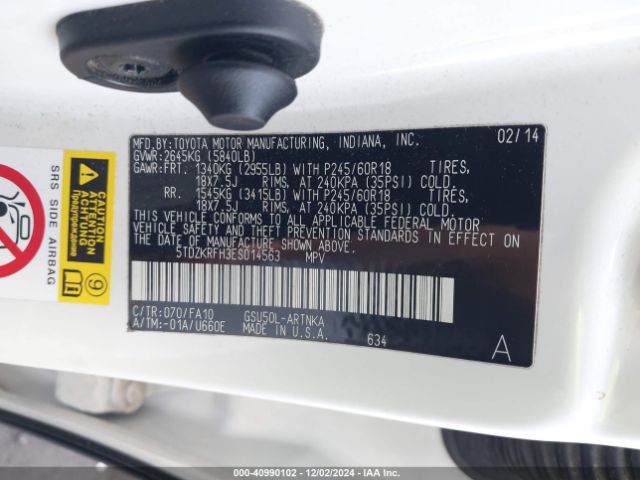 MFD.BY:TOYOTA MOTOR MANUFACTURING, INDIANA, INC. 02/14
GVWR:2645KG (5840LB)
GAWR:FRT. 1340KG (2955LB) WITH P245/60R18 TIRES,
18X7.5J RIMS, AT 240KPA (35PSI) COLD
RR. 1545KG (3415LB) WITH P245/60R18 TIRES,
18X7.5J RIMS, AT 240KPA (35PSI) COLD.
THIS VEHICLE CONFORMS TO ALL APPLICABLE FEDERAL MOTOR
VEHICLE SAFETY AND THEFT PREVENTION STANDARDS IN EFFECT ON
THE DATE OF MANUFACTURE SHOWN ABOVE.
5TDZKRFH3ES014563 MPV
C/TR:070/FA10 GSU50L-ARTNKA
A/TM:-01A/U660E MADE IN U.S.A.
634 A
SRS SIDE AIRBAG
CAUTION
ATTENTION
9
000-40990102 - 12/02/2024 - IAAI.com